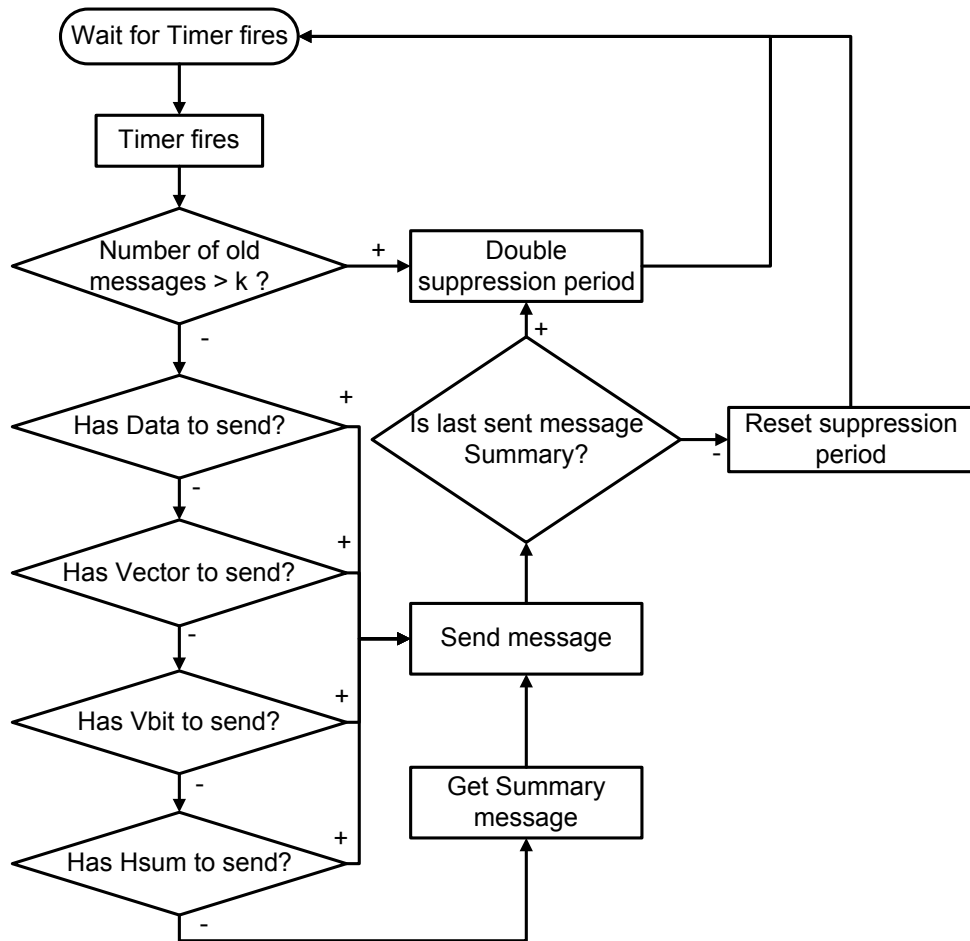 Wait for Timer fires
Timer fires
Number of old
messages > k ?
+
Double
suppression period
-
+
Has Data to send?
+
Is last sent message
Summary?
-
Reset suppression
period
-
Has Vector to send?
+
-
Send message
Has Vbit to send?
+
-
Get Summary
message
Has Hsum to send?
+
-